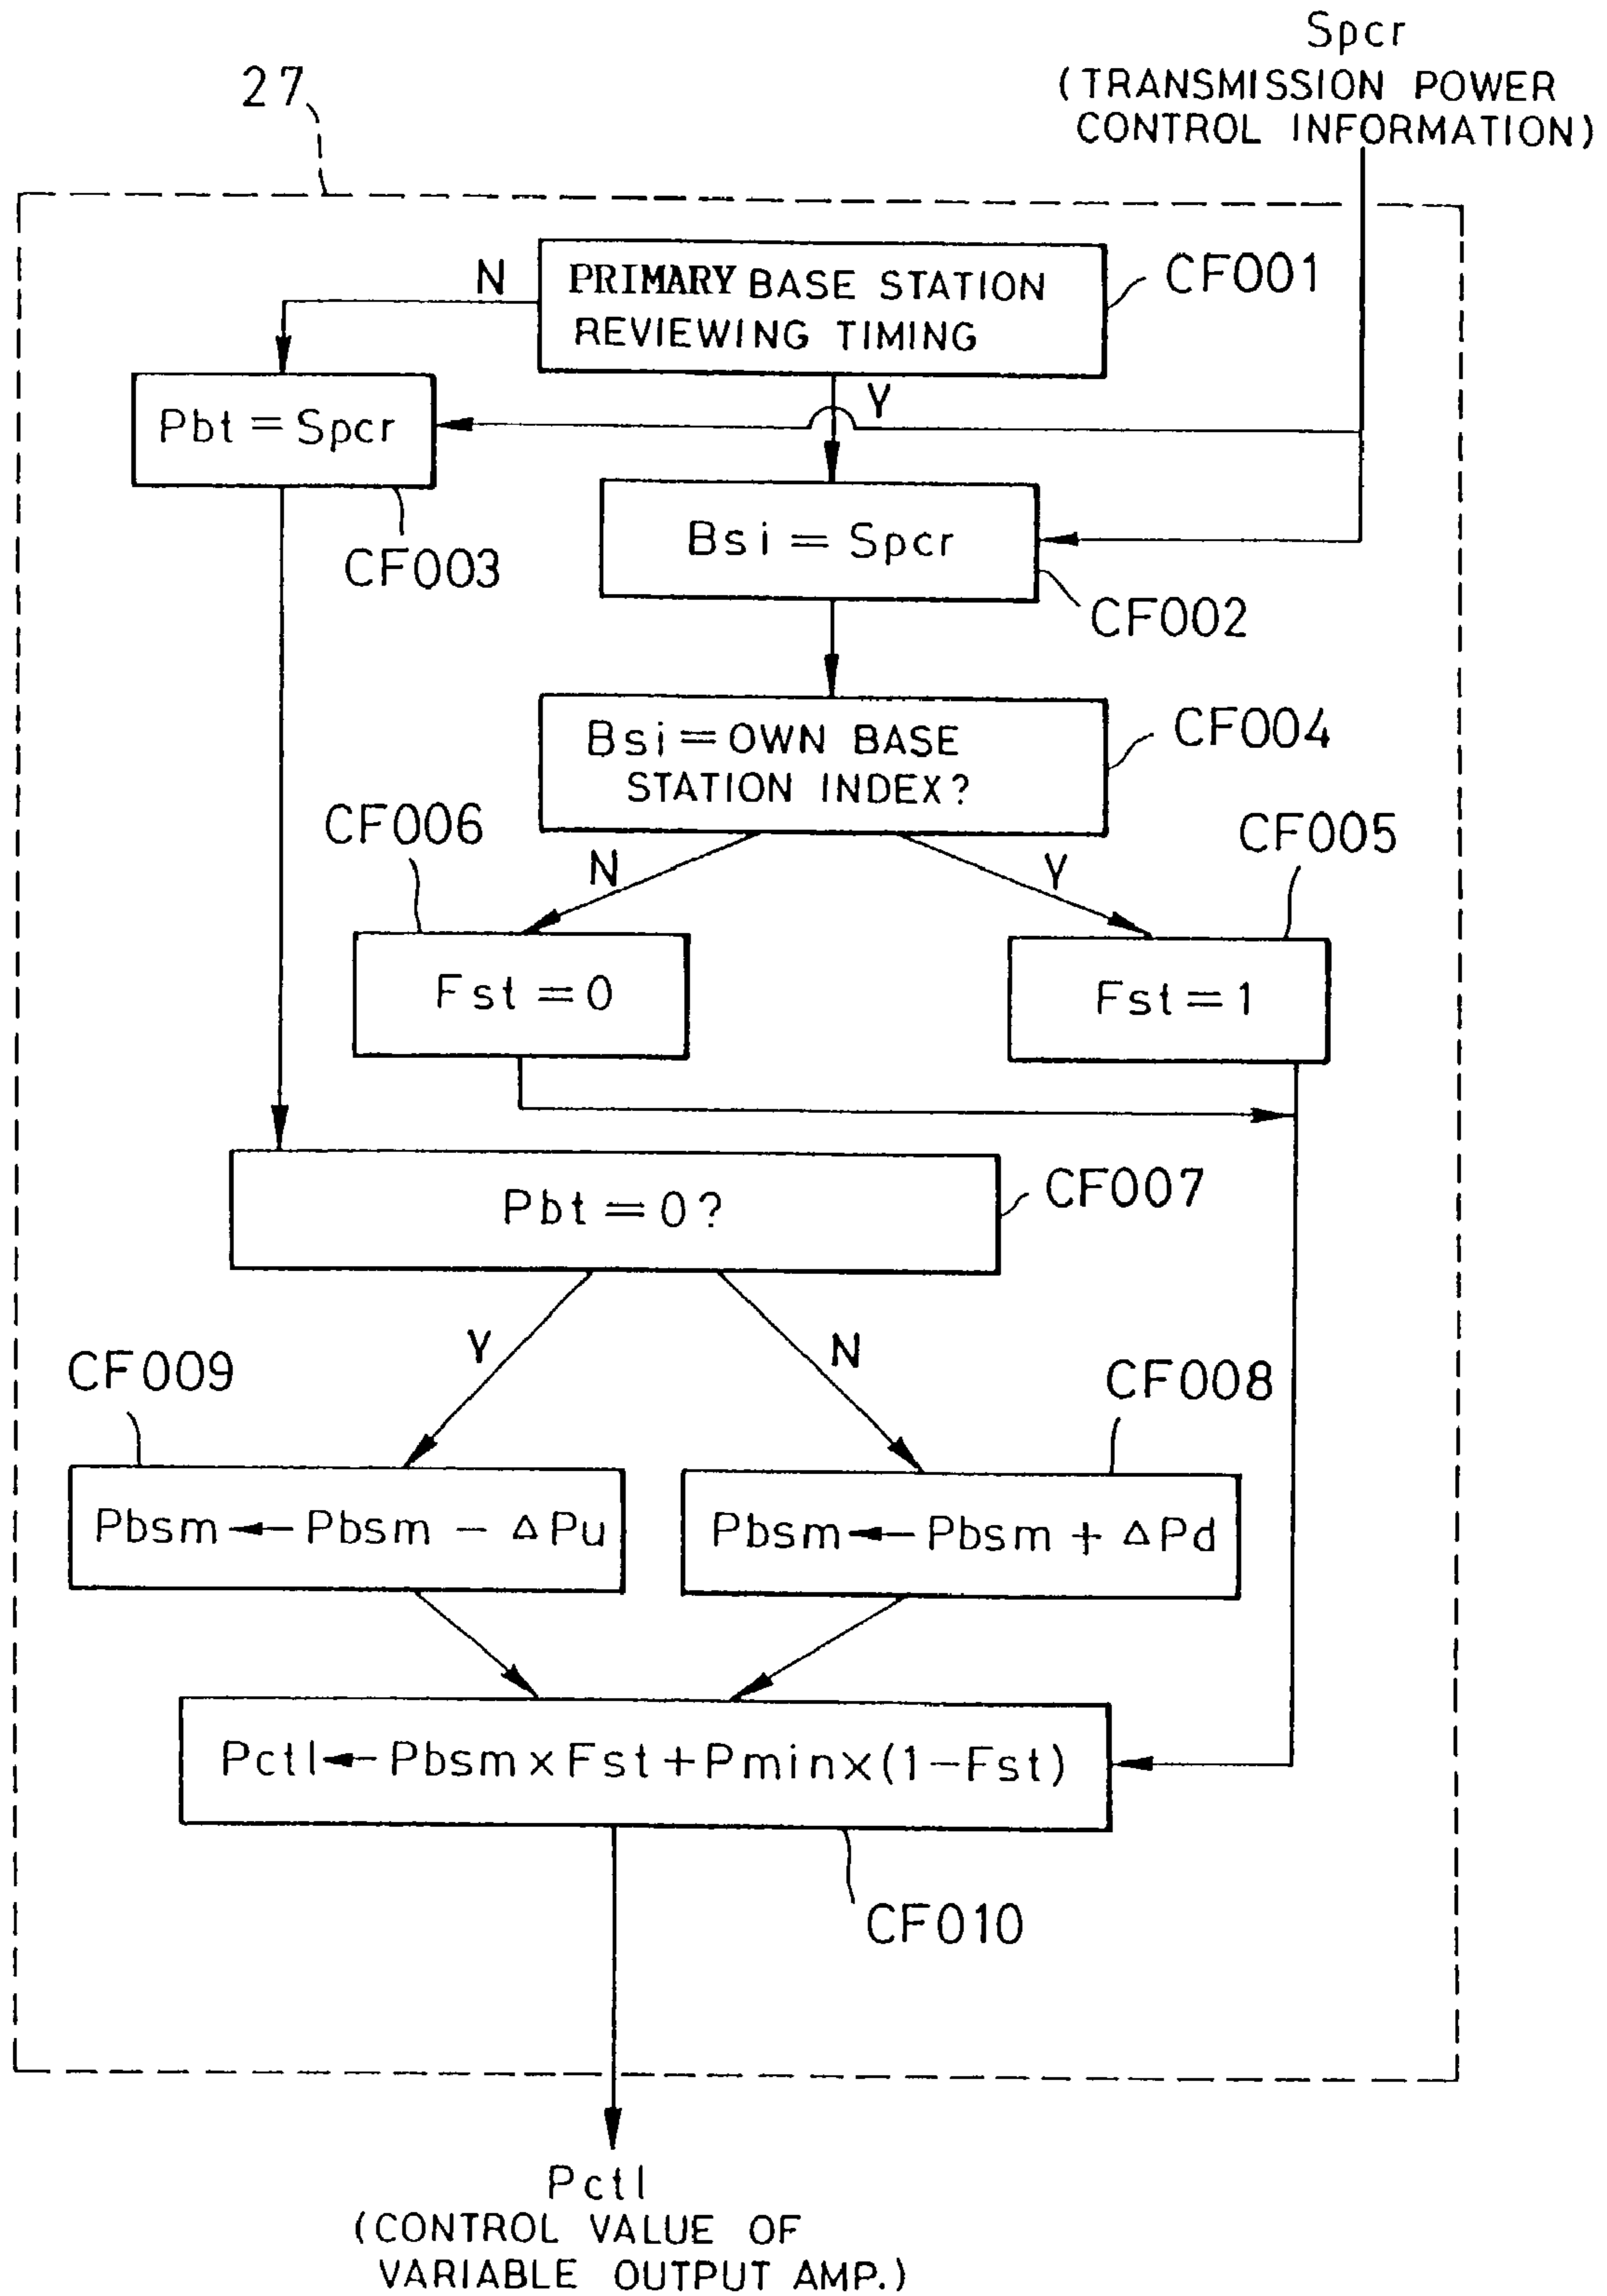 Spcr
(TRANSMISSION POWER
CONTROL INFORMATION)
27
N
PRIMARY BASE STATION
REVIEWING TIMING
CF001
Y
Pbt = Spcr
CF003
Bsi = Spcr
CF002
Bsi = OWN BASE
STATION INDEX?
CF004
CF006
N
Y
CF005
Fst = 0
Fst = 1
Pbt = 0?
CF007
Y
N
CF009
CF008
Pbsm ← Pbsm - ΔPu
Pbsm ← Pbsm + ΔPd
Pctl ← Pbsm x Fst + Pmin x (1-Fst)
CF010
Pctl
(CONTROL VALUE OF
VARIABLE OUTPUT AMP.)